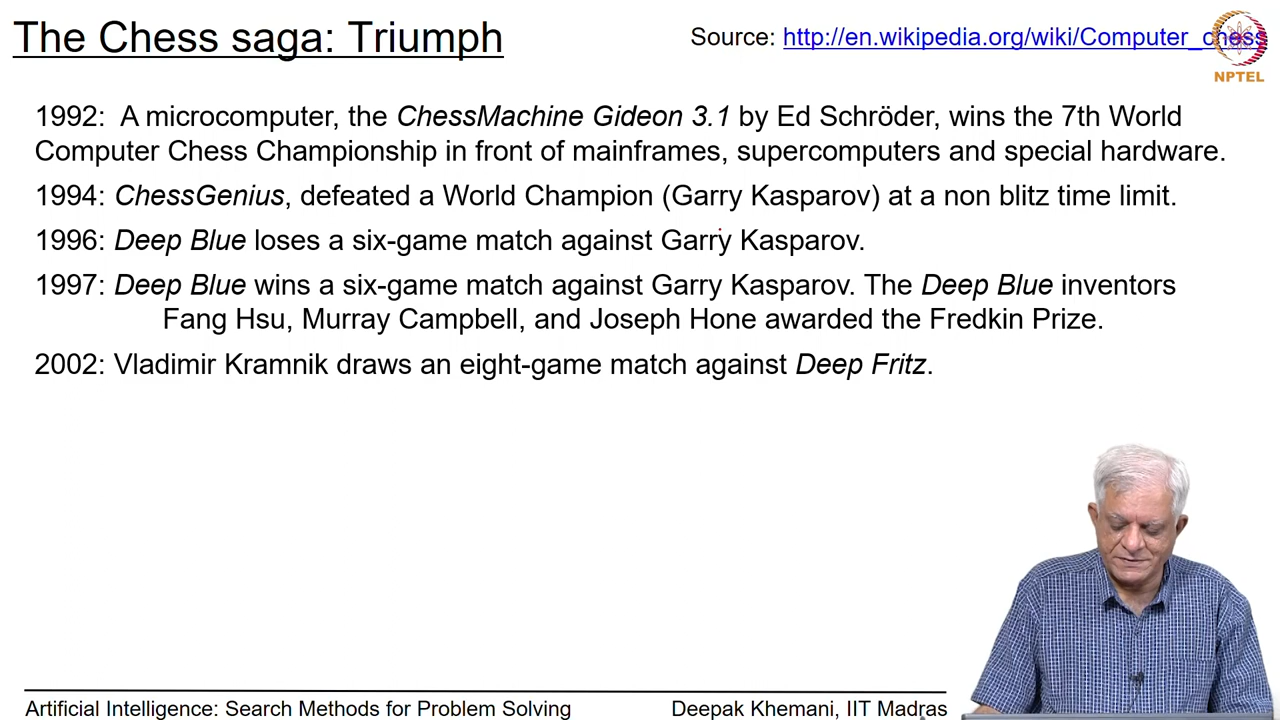 The Chess saga: Triumph
Source: http://en.wikipedia.org/wiki/Computer_chess
NPTEL
1992: A microcomputer, the ChessMachine Gideon 3.1 by Ed Schröder, wins the 7th World
Computer Chess Championship in front of mainframes, supercomputers and special hardware.
1994: ChessGenius, defeated a World Champion (Garry Kasparov) at a non blitz time limit.
1996: Deep Blue loses a six-game match against Garry Kasparov.
1997: Deep Blue wins a six-game match against Garry Kasparov. The Deep Blue inventors
Fang Hsu, Murray Campbell, and Joseph Hone awarded the Fredkin Prize.
2002: Vladimir Kramnik draws an eight-game match against Deep Fritz.
Artificial Intelligence: Search Methods for Problem Solving
Deepak Khemani, IIT Madras